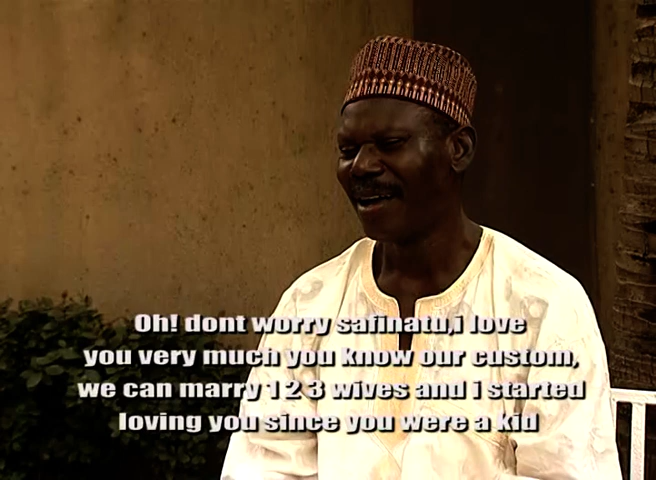 Oh! dont worry safinatu,i love
you very much you know our custom,
we can marry 1 2 3 wives and i started
loving you since you were a kid